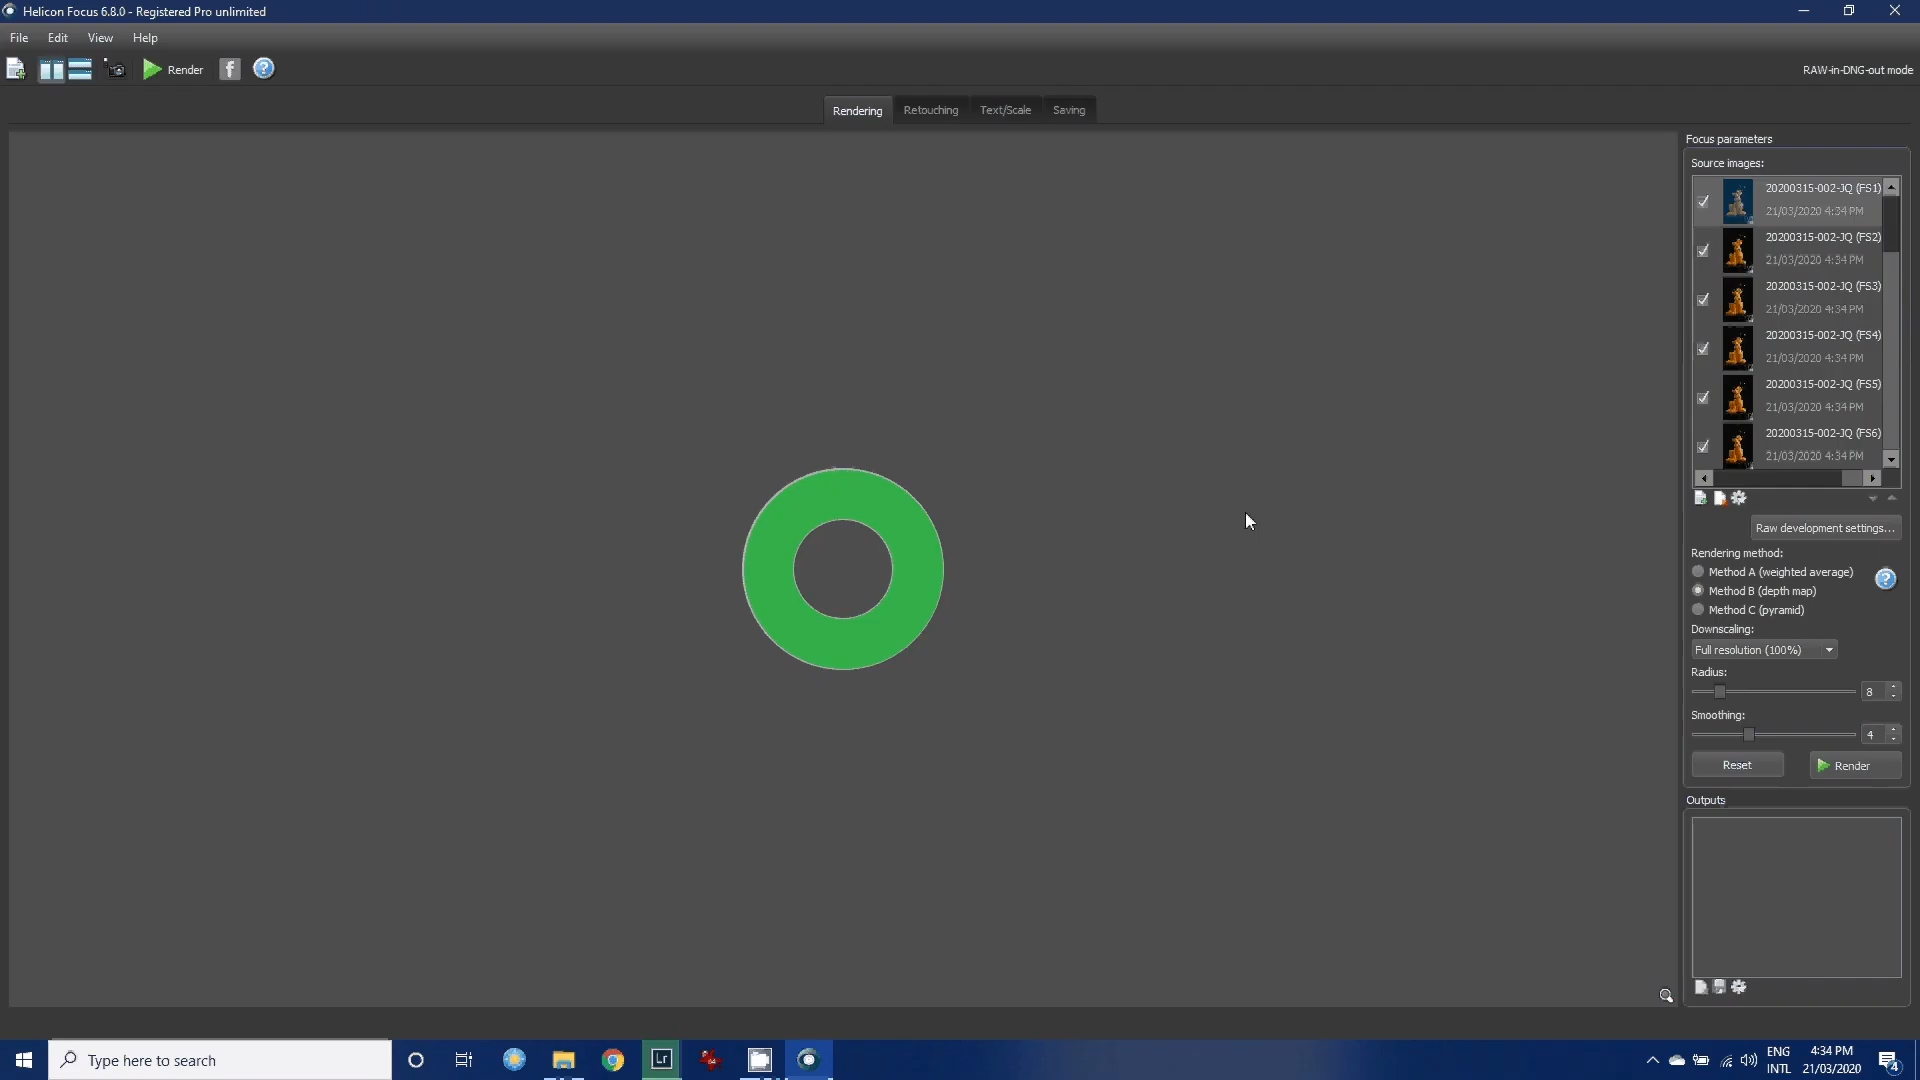 Helicon Focus 6.8.0 - Registered Pro unlimited
File Edit View Help
Render f ? RAW-in-DNG-out mode
Rendering Retouching Text/Scale Saving
Focus parameters
Source images:
20200315-002-JQ (FS1)
21/03/2020 4:34 PM
20200315-002-JQ (FS2)
21/03/2020 4:34 PM
20200315-002-JQ (FS3)
21/03/2020 4:34 PM
20200315-002-JQ (FS4)
21/03/2020 4:34 PM
20200315-002-JQ (FS5)
21/03/2020 4:34 PM
20200315-002-JQ (FS6)
21/03/2020 4:34 PM
Raw development settings...
Rendering method:
Method A (weighted average)
?
Method B (depth map)
Method C (pyramid)
Downscaling:
Full resolution (100%)
Radius:
8
Smoothing:
4
Reset Render
Outputs
Type here to search
Lr
ENG
INTL
4:34 PM
21/03/2020
4